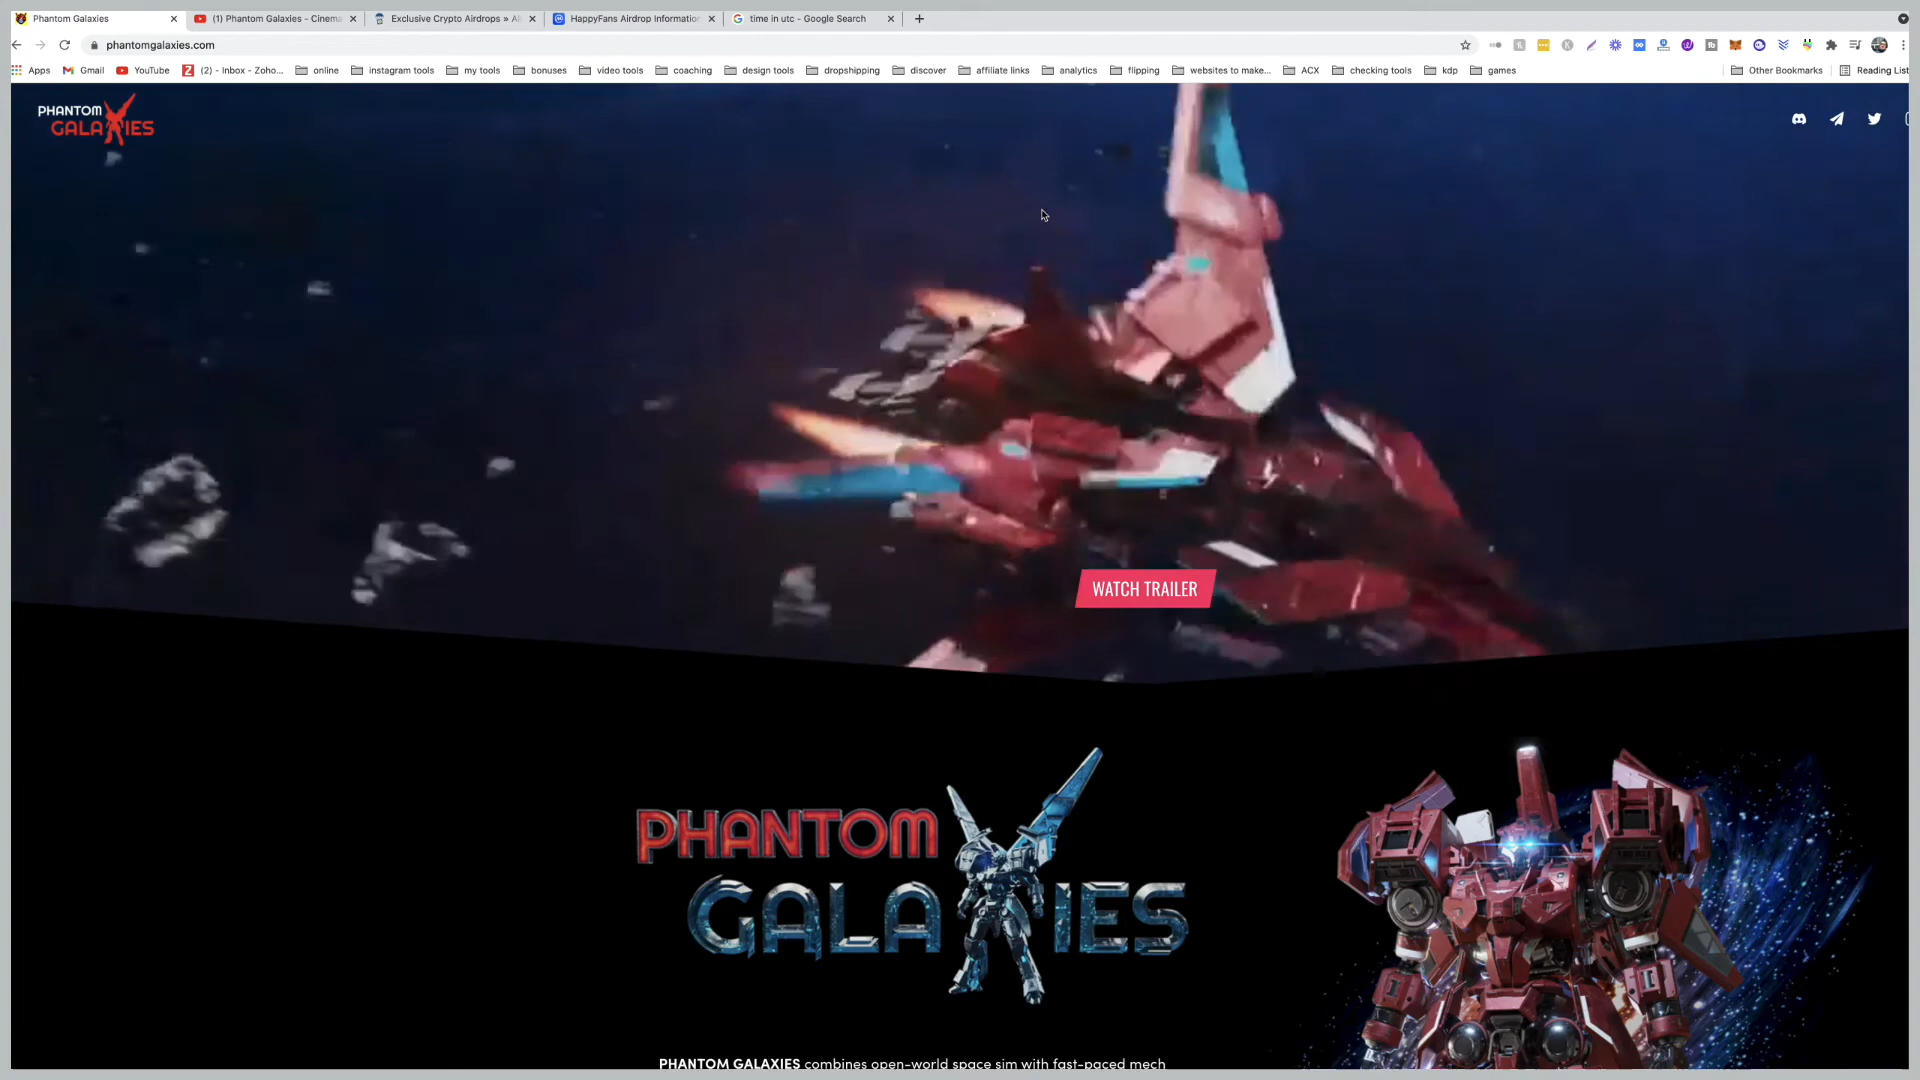 Phantom Galaxies
(1) Phantom Galaxies - Cinema
Exclusive Crypto Airdrops » Al
HappyFans Airdrop Information
time in utc - Google Search
phantomgalaxies.com
Apps
Gmail
YouTube
(2) - Inbox - Zoho...
online
instagram tools
my tools
bonuses
video tools
coaching
design tools
dropshipping
discover
affiliate links
analytics
flipping
websites to make...
ACX
checking tools
kdp
games
Other Bookmarks
Reading List
PHANTOM
GALAXIES
WATCH TRAILER
PHANTOM
GALAXIES
PHANTOM GALAXIES combines open-world space sim with fast-paced mech